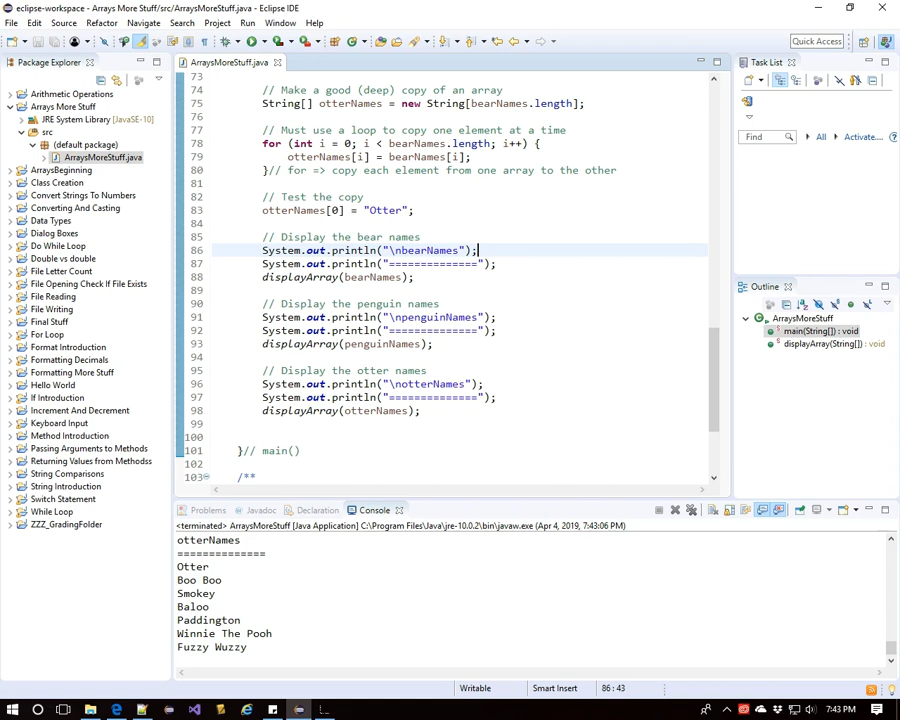 eclipse-workspace - Arrays More Stuff/src/ArraysMoreStuff.java - Eclipse IDE
File Edit Source Refactor Navigate Search Project Run Window Help
Quick Access
Package Explorer
Arithmetic Operations
Arrays More Stuff
JRE System Library [JavaSE-10]
src
(default package)
ArraysMoreStuff.java
ArraysBeginning
Class Creation
Convert Strings To Numbers
Converting And Casting
Data Types
Dialog Boxes
Do While Loop
Double vs double
File Letter Count
File Opening Check If File Exists
File Reading
File Writing
Final Stuff
For Loop
Format Introduction
Formatting Decimals
Formatting More Stuff
Hello World
If Introduction
Increment And Decrement
Keyboard Input
Method Introduction
Passing Arguments to Methods
Returning Values from Methodss
String Comparisons
String Introduction
Switch Statement
While Loop
ZZZ_GradingFolder
ArraysMoreStuff.java
73
74 // Make a good (deep) copy of an array
75 String[] otterNames = new String[bearNames.length];
76
77 // Must use a loop to copy one element at a time
78 for (int i = 0; i < bearNames.length; i++) {
79 otterNames[i] = bearNames[i];
80 }// for => copy each element from one array to the other
81
82 // Test the copy
83 otterNames[0] = "Otter";
84
85 // Display the bear names
86 System.out.println("\nbearNames");
87 System.out.println("==============");
88 displayArray(bearNames);
89
90 // Display the penguin names
91 System.out.println("\npenguinNames");
92 System.out.println("==============");
93 displayArray(penguinNames);
94
95 // Display the otter names
96 System.out.println("\notterNames");
97 System.out.println("==============");
98 displayArray(otterNames);
99
100
101 }// main()
102
103 /**
Task List
Find All Activate...
Outline
ArraysMoreStuff
main(String[]) : void
displayArray(String[]) : void
Problems Javadoc Declaration Console
<terminated> ArraysMoreStuff [Java Application] C:\Program Files\Java\jre-10.0.2\bin\javaw.exe (Apr 4, 2019, 7:43:06 PM)
otterNames
==============
Otter
Boo Boo
Smokey
Baloo
Paddington
Winnie The Pooh
Fuzzy Wuzzy
Writable Smart Insert 86 : 43
7:43 PM